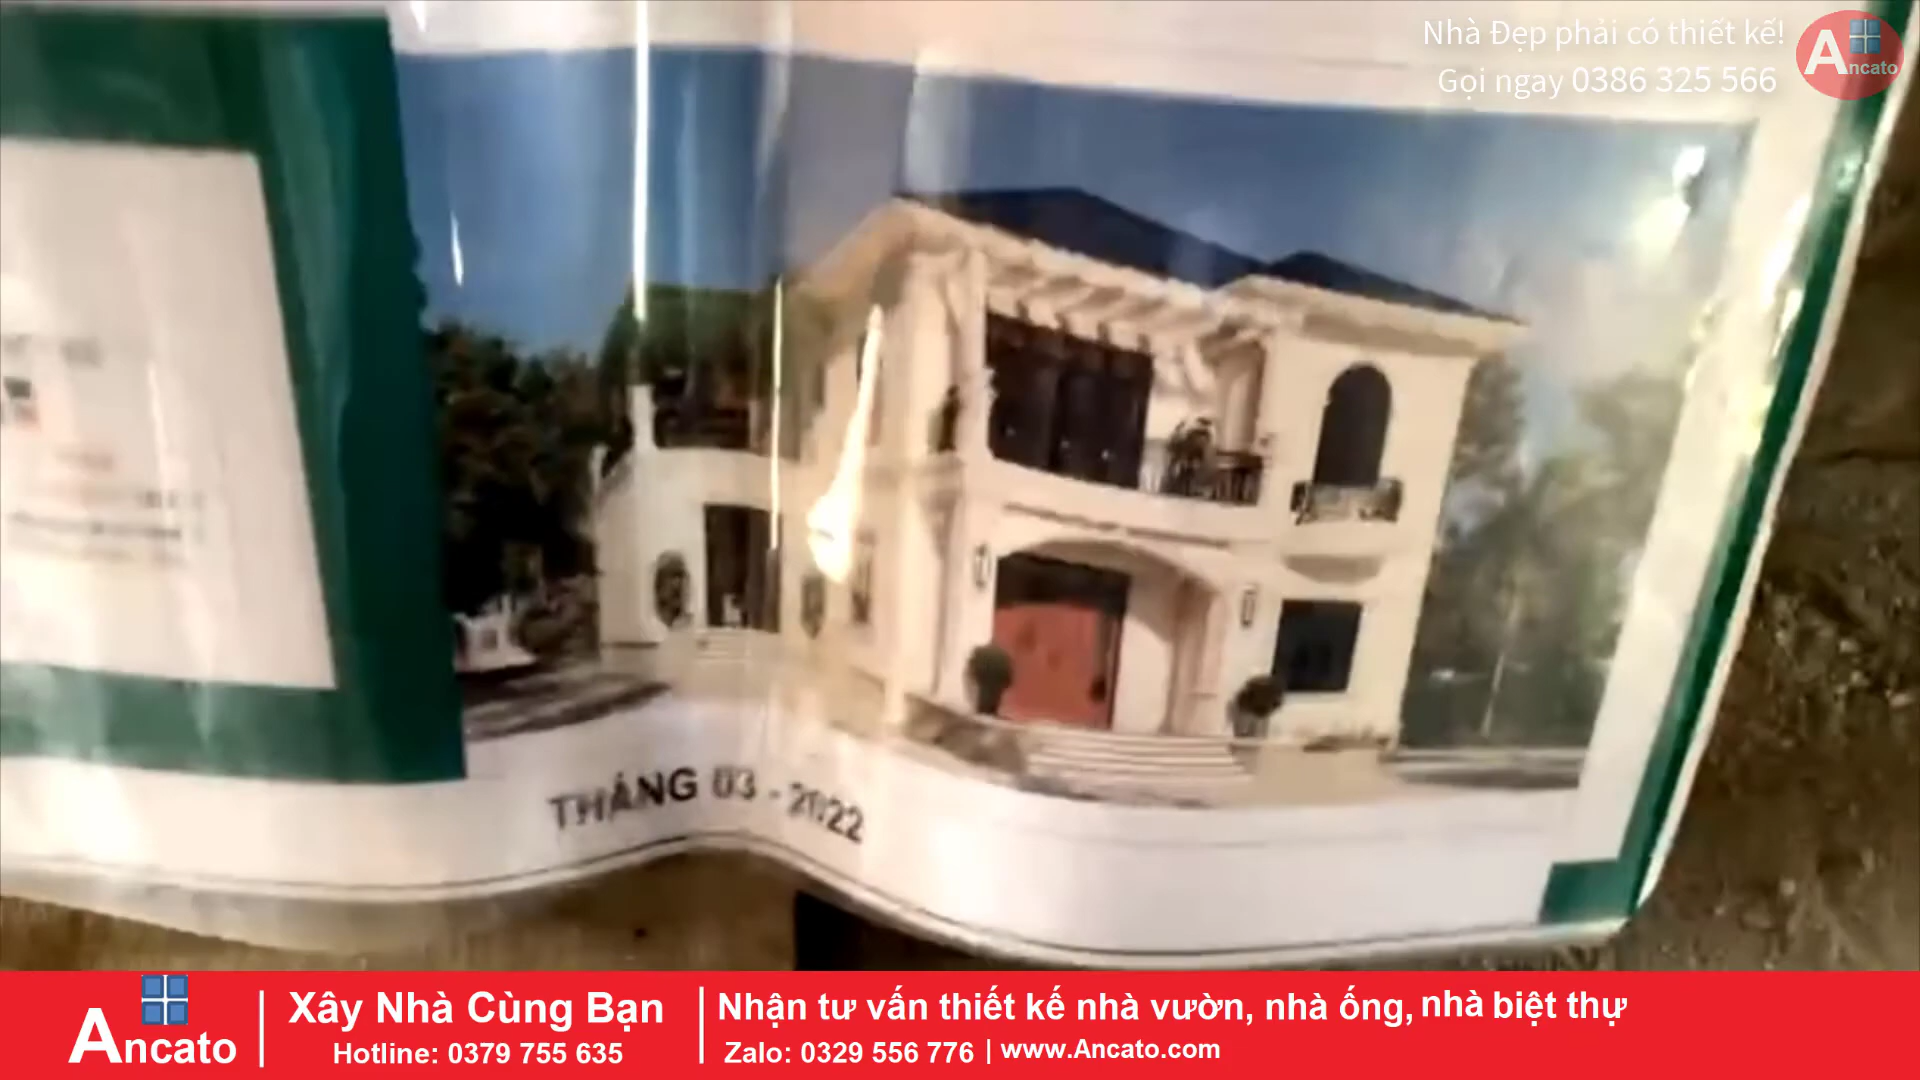 Nhà Đẹp phải có thiết kế!
Gọi ngay 0386 325 566
Ancato
THÁNG 03 - 2022
Ancato
Xây Nhà Cùng Bạn
Hotline: 0379 755 635
Nhận tư vấn thiết kế nhà vườn, nhà ống, nhà biệt thự
Zalo: 0329 556 776 | www.Ancato.com